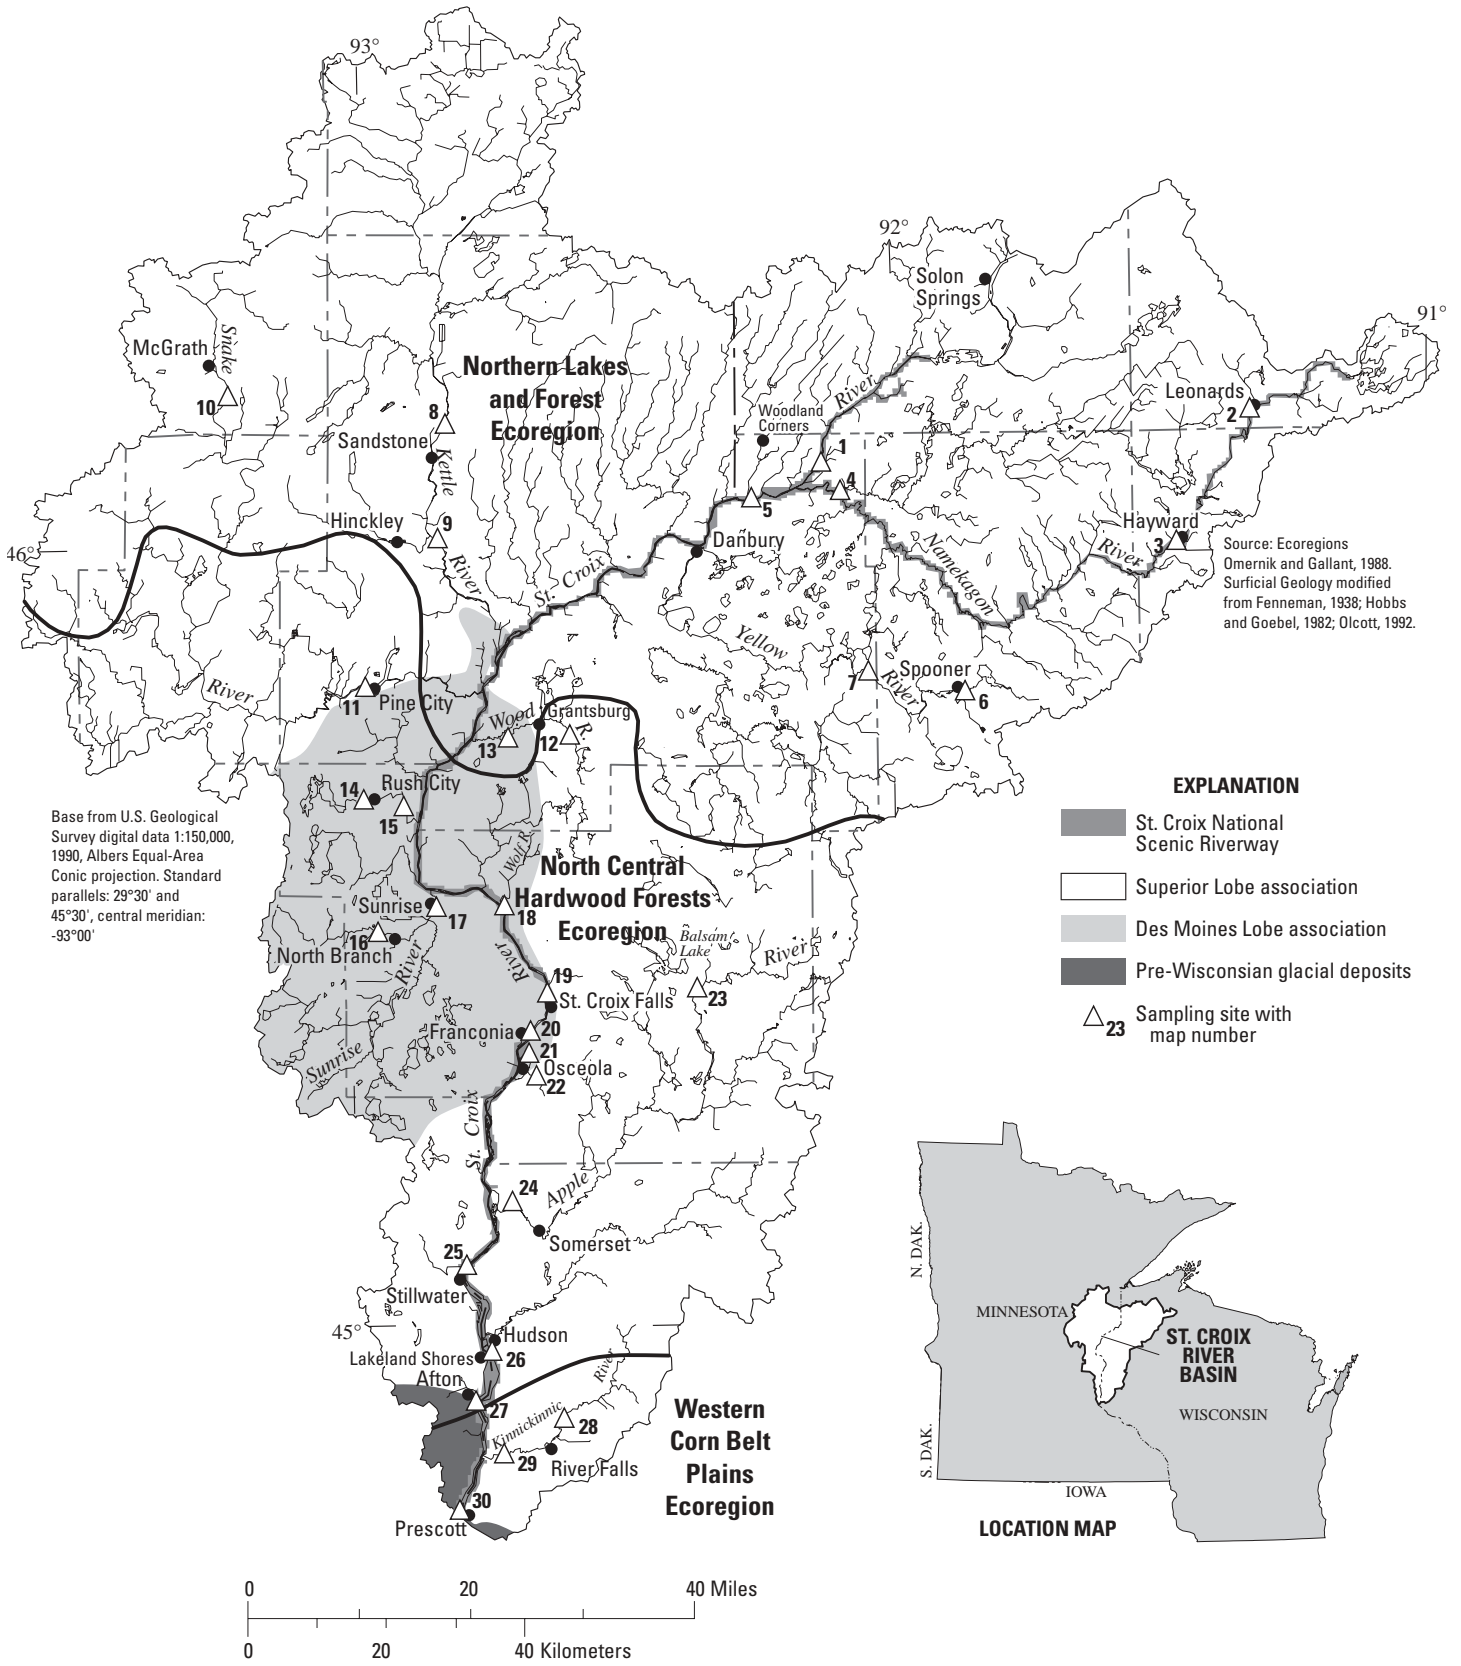 93°
92°
Solon
Springs
91°
McGrath
Snake
10
Northern Lakes
and Forest
Ecoregion
8
Sandstone
Kettle
River
Woodland
Corners
Leonards
2
1
4
5
Hinckley
9
River
46°
Danbury
Hayward
3
River
Namekagon
St. Croix
Source: Ecoregions
Omernik and Gallant, 1988.
Surficial Geology modified
from Fenneman, 1938; Hobbs
and Goebel, 1982; Olcott, 1992.
Yellow
River
7
Spooner
6
River
11
Pine City
Wood
R.
Grantsburg
13
12
14
Rush City
15
Base from U.S. Geological
Survey digital data 1:150,000,
1990, Albers Equal-Area
Conic projection. Standard
parallels: 29°30' and
45°30', central meridian:
-93°00'
EXPLANATION
St. Croix National
Scenic Riverway
Superior Lobe association
Des Moines Lobe association
Pre-Wisconsian glacial deposits
23
Sampling site with
map number
Wolf R.
North Central
Hardwood Forests
Ecoregion
Sunrise
17
18
16
North Branch
River
River
Balsam
Lake
River
19
St. Croix Falls
23
Franconia
20
21
Osceola
22
Sunrise
St. Croix
24
Apple
Somerset
25
Stillwater
45°
Hudson
Lakeland Shores
26
Afton
27
River
Kinnickinnic
28
29
River Falls
Western
Corn Belt
Plains
Ecoregion
30
Prescott
N. DAK.
S. DAK.
MINNESOTA
ST. CROIX
RIVER
BASIN
WISCONSIN
IOWA
LOCATION MAP
0
20
40 Miles
0
20
40 Kilometers